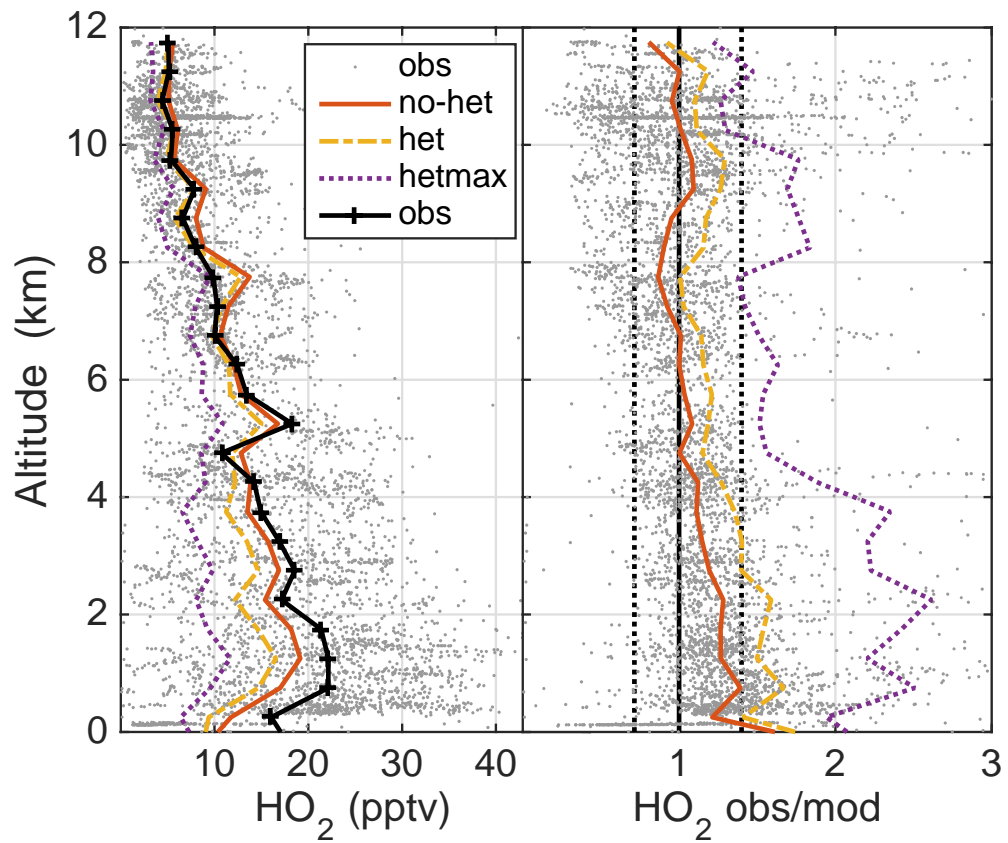 12
10
8
6
4
2
0
Altitude (km)
obs
no-het
het
hetmax
obs
10 20 30 40
HO2 (pptv)
1 2 3
HO2 obs/mod